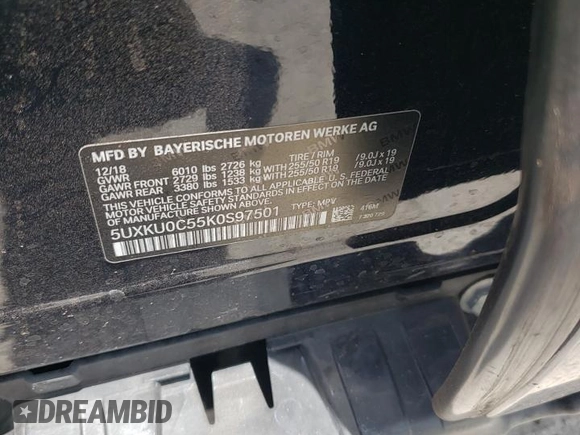 MFD BY BAYERISCHE MOTOREN WERKE AG
12/18
GVWR 6010 lbs 2726 kg TIRE/RIM
GAWR FRONT 2729 lbs 1238 kg WITH 255/50 R19 /9.0J x 19
GAWR REAR 3380 lbs 1533 kg WITH 255/50 R19 /9.0J x 19
THIS VEHICLE CONFORMS TO ALL APPLICABLE U.S. FEDERAL
MOTOR VEHICLE SAFETY STANDARDS IN EFFECT ON THE DATE
OF MANUFACTURE SHOWN ABOVE.
5UXKU0C55K0S97501 TYPE: MPV
DREAMBID